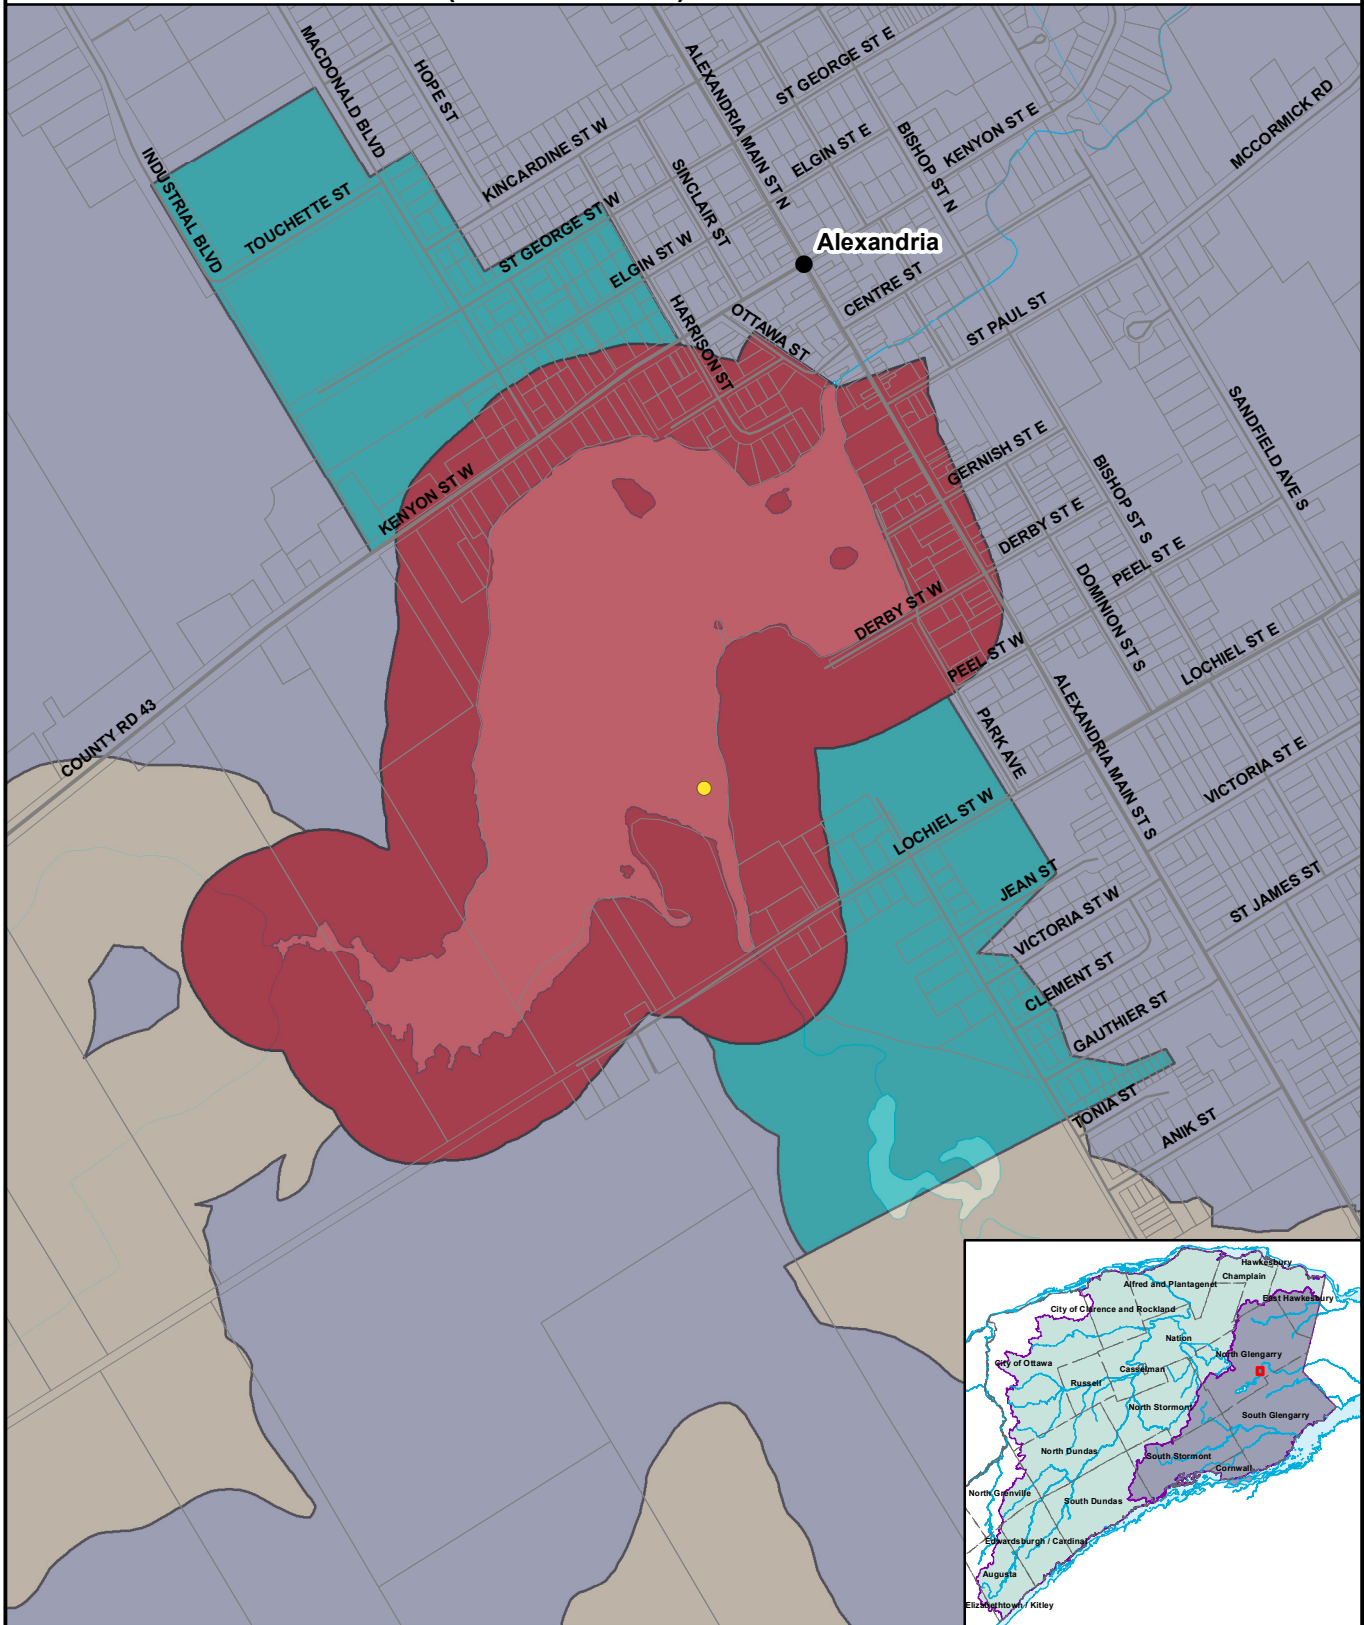 MACDONALD BLVD
HOPE ST
ALEXANDRIA MAIN ST N
ST GEORGE ST E
KINCARDINE ST W
ELGIN ST E
BISHOP ST N
KENYON ST E
MCCORMICK RD
INDUSTRIAL BLVD
TOUCHETTE ST
SINCLAIR ST
ST GEORGE ST W
ELGIN ST W
Alexandria
CENTRE ST
HARRISON ST
OTTAWA ST
ST PAUL ST
SANDFIELD AVE S
GERNISH ST E
BISHOP ST S
KENYON ST W
DERBY ST E
PEEL ST E
DOMINION ST S
DERBY ST W
PEEL ST W
LOCHIEL ST E
COUNTY RD 43
PARK AVE
ALEXANDRIA MAIN ST S
VICTORIA ST E
LOCHIEL ST W
JEAN ST
VICTORIA ST W
ST JAMES ST
CLEMENT ST
GAUTHIER ST
TONIA ST
ANIK ST
Hawkesbury
Champlain
Alfred and Plantagenet
East Hawkesbury
City of Clarence and Rockland
Nation
North Glengarry
City of Ottawa
Casselman
Russell
North Stormont
South Glengarry
North Dundas
South Stormont
Cornwall
North Grenville
South Dundas
Edwardsburgh / Cardinal
Augusta
Elizabethtown / Kitley